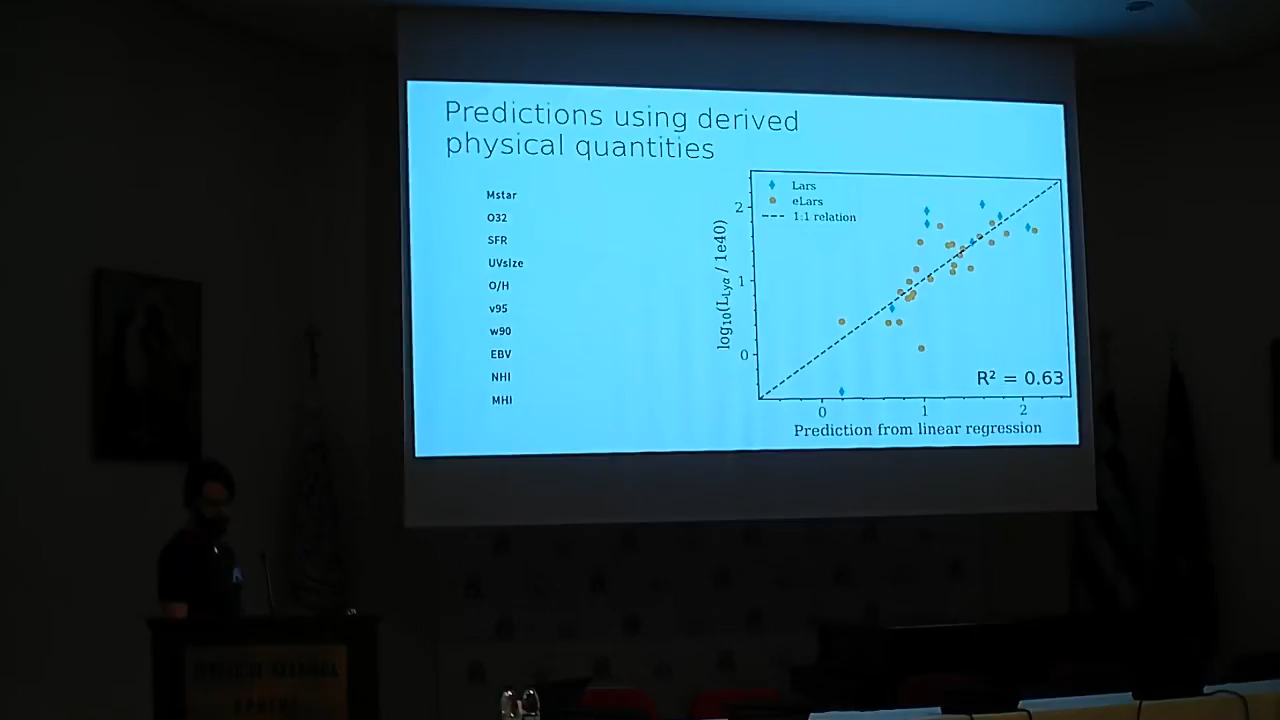 Predictions using derived
physical quantities
Mstar
O32
SFR
UVsize
O/H
v95
w90
EBV
NHI
MHI
Lars
eLars
1:1 relation
log₁₀(L_Lyα / 1e40)
2
1
0
R² = 0.63
0 1 2
Prediction from linear regression